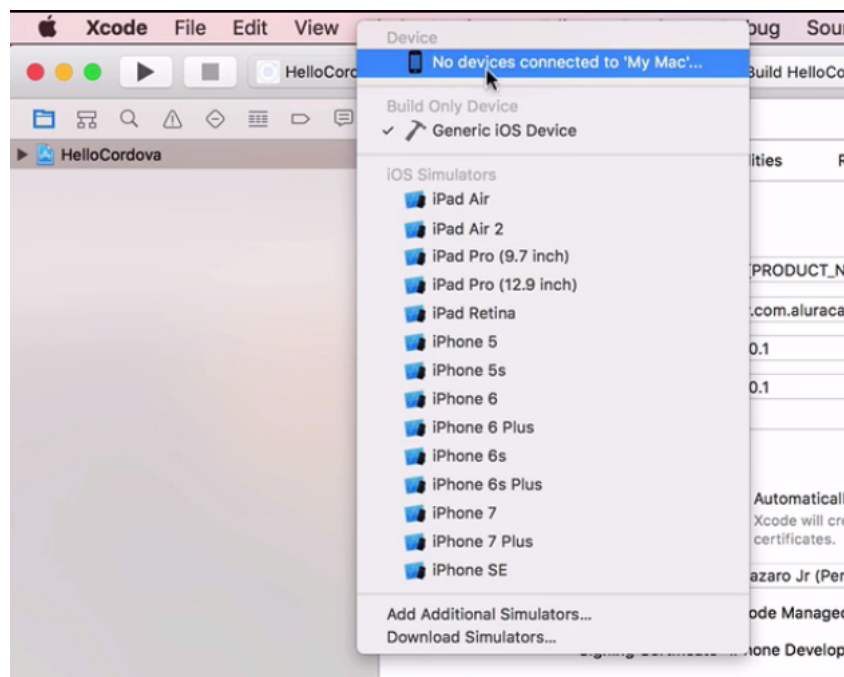 Xcode File Edit View bug Sou
HelloCord
Build HelloCo
HelloCordova
Device
No devices connected to 'My Mac'...
Build Only Device
Generic iOS Device
iOS Simulators
iPad Air
iPad Air 2
iPad Pro (9.7 inch)
iPad Pro (12.9 inch)
iPad Retina
iPhone 5
iPhone 5s
iPhone 6
iPhone 6 Plus
iPhone 6s
iPhone 6s Plus
iPhone 7
iPhone 7 Plus
iPhone SE
Add Additional Simulators...
Download Simulators...
ities
PRODUCT_N
.com.aluraca
0.1
0.1
Automaticall
Xcode will cre
certificates.
azaro Jr (Per
ode Managed
hone Develop